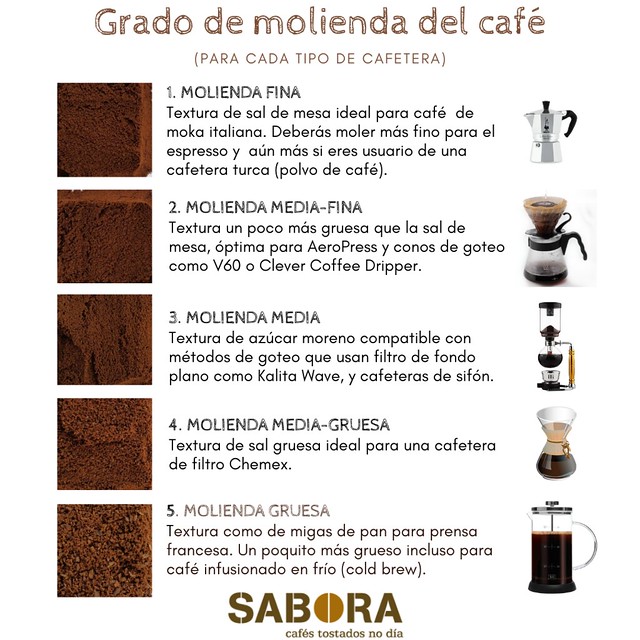 Grado de molienda del café
(PARA CADA TIPO DE CAFETERA)
1. MOLIENDA FINA
Textura de sal de mesa ideal para café de
moka italiana. Deberás moler más fino para el
espresso y aún más si eres usuario de una
cafetera turca (polvo de café).
2. MOLIENDA MEDIA-FINA
Textura un poco más gruesa que la sal de
mesa, óptima para AeroPress y conos de goteo
como V60 o Clever Coffee Dripper.
3. MOLIENDA MEDIA
Textura de azúcar moreno compatible con
métodos de goteo que usan filtro de fondo
plano como Kalita Wave, y cafeteras de sifón.
4. MOLIENDA MEDIA-GRUESA
Textura de sal gruesa ideal para una cafetera
de filtro Chemex.
5. MOLIENDA GRUESA
Textura como de migas de pan para prensa
francesa. Un poquito más grueso incluso para
café infusionado en frío (cold brew).
SABORA
cafés tostados no día